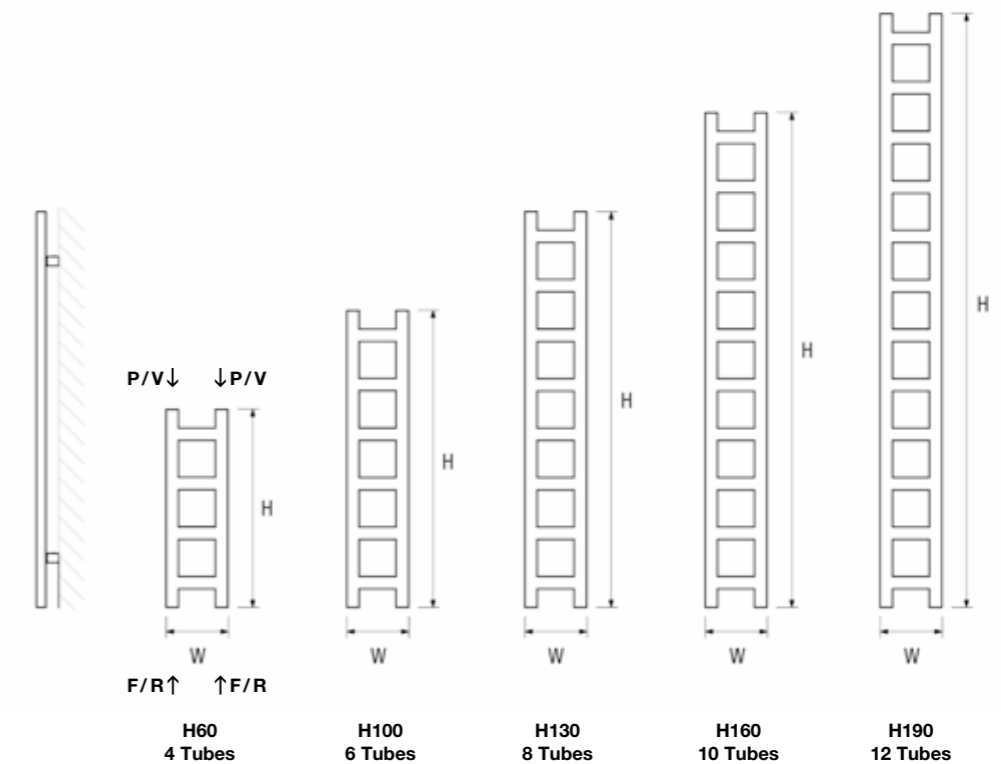 P/V↓ ↓P/V
H
H
H
H
H
W
W
W
W
W
F/R↑ ↑F/R
H60
4 Tubes
H100
6 Tubes
H130
8 Tubes
H160
10 Tubes
H190
12 Tubes